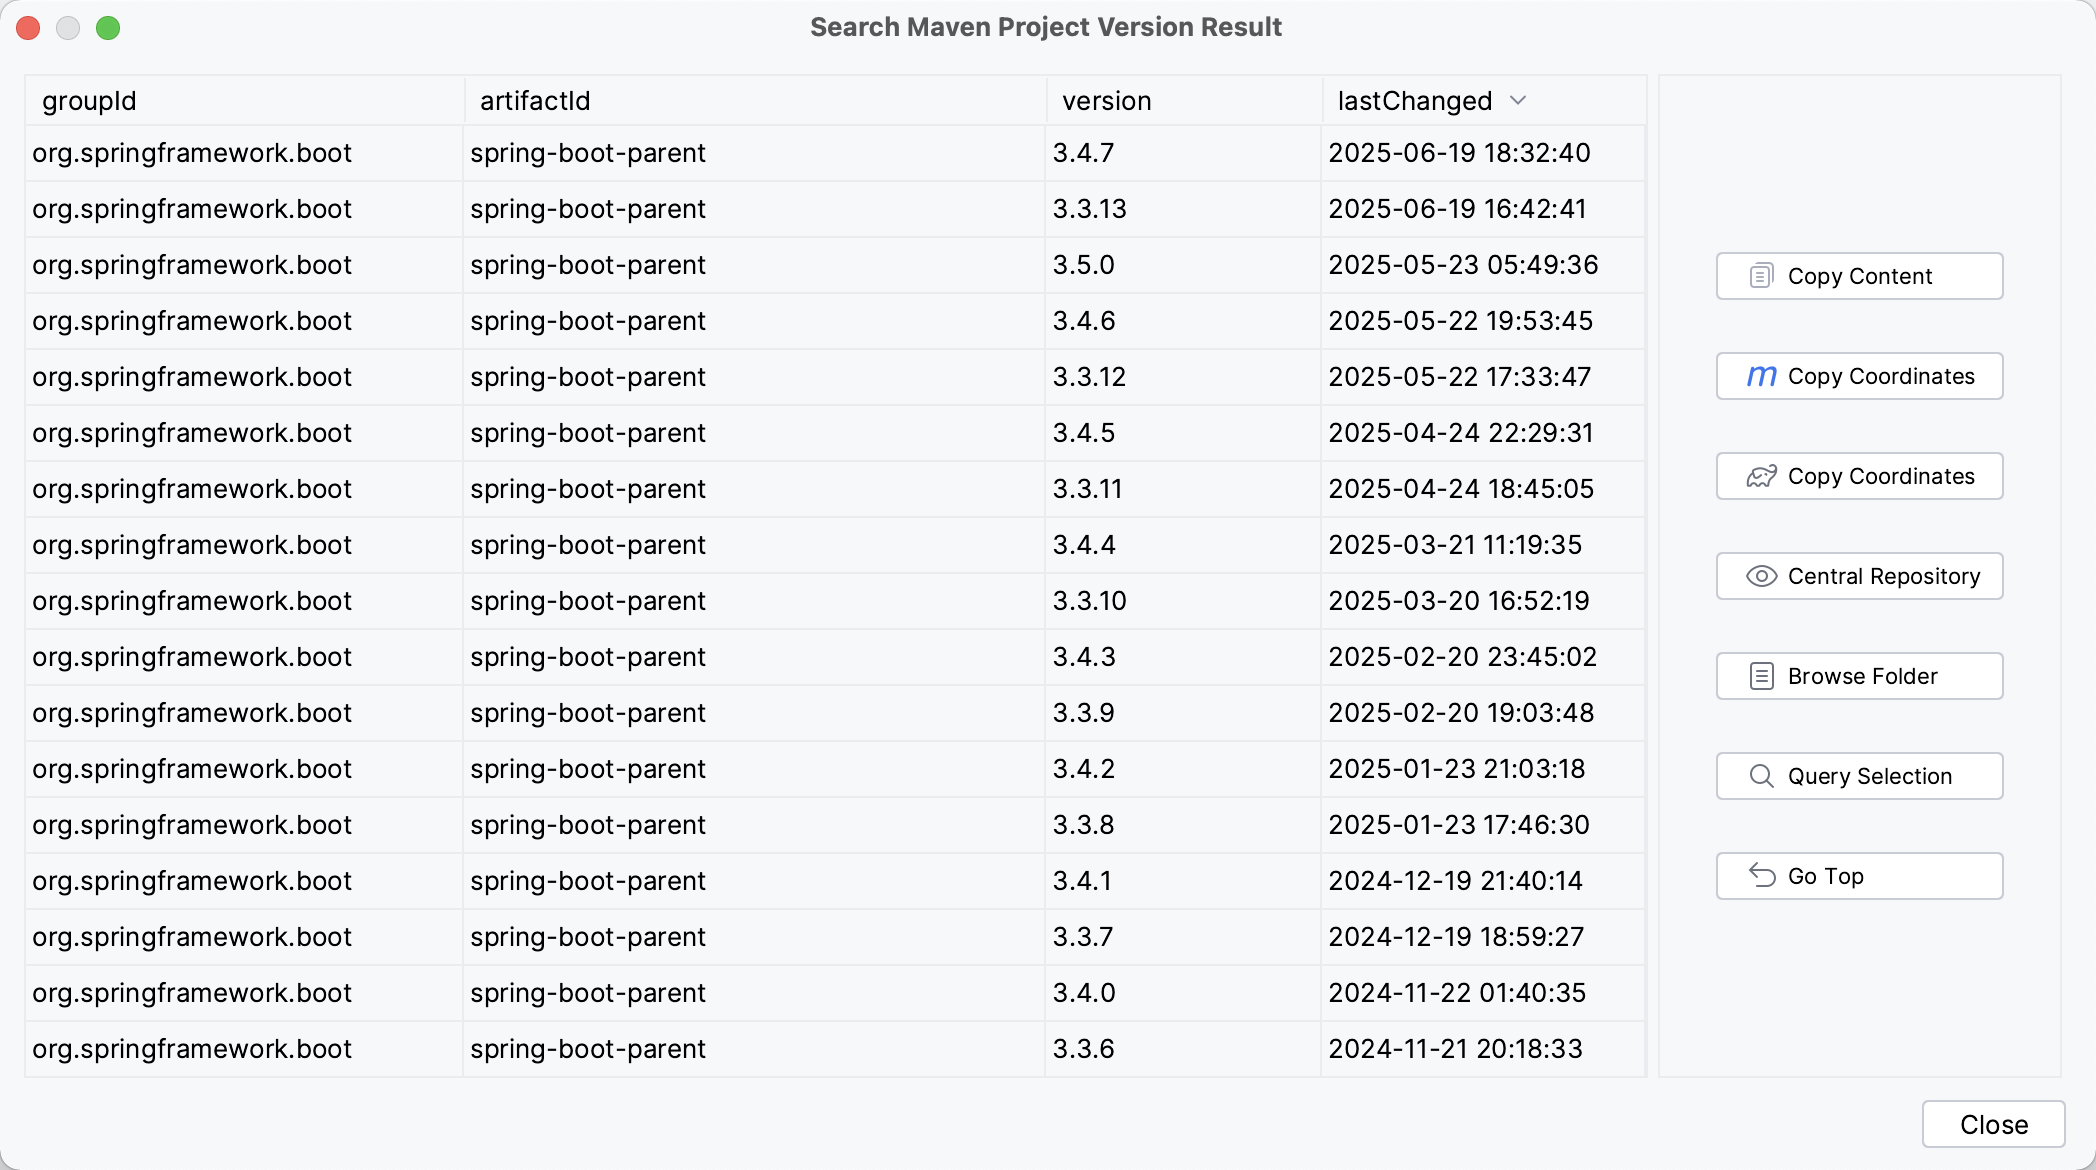 Search Maven Project Version Result
groupId artifactId version lastChanged
org.springframework.boot spring-boot-parent 3.4.7 2025-06-19 18:32:40
org.springframework.boot spring-boot-parent 3.3.13 2025-06-19 16:42:41
org.springframework.boot spring-boot-parent 3.5.0 2025-05-23 05:49:36
org.springframework.boot spring-boot-parent 3.4.6 2025-05-22 19:53:45
org.springframework.boot spring-boot-parent 3.3.12 2025-05-22 17:33:47
org.springframework.boot spring-boot-parent 3.4.5 2025-04-24 22:29:31
org.springframework.boot spring-boot-parent 3.3.11 2025-04-24 18:45:05
org.springframework.boot spring-boot-parent 3.4.4 2025-03-21 11:19:35
org.springframework.boot spring-boot-parent 3.3.10 2025-03-20 16:52:19
org.springframework.boot spring-boot-parent 3.4.3 2025-02-20 23:45:02
org.springframework.boot spring-boot-parent 3.3.9 2025-02-20 19:03:48
org.springframework.boot spring-boot-parent 3.4.2 2025-01-23 21:03:18
org.springframework.boot spring-boot-parent 3.3.8 2025-01-23 17:46:30
org.springframework.boot spring-boot-parent 3.4.1 2024-12-19 21:40:14
org.springframework.boot spring-boot-parent 3.3.7 2024-12-19 18:59:27
org.springframework.boot spring-boot-parent 3.4.0 2024-11-22 01:40:35
org.springframework.boot spring-boot-parent 3.3.6 2024-11-21 20:18:33
Copy Content
m Copy Coordinates
Copy Coordinates
Central Repository
Browse Folder
Query Selection
Go Top
Close